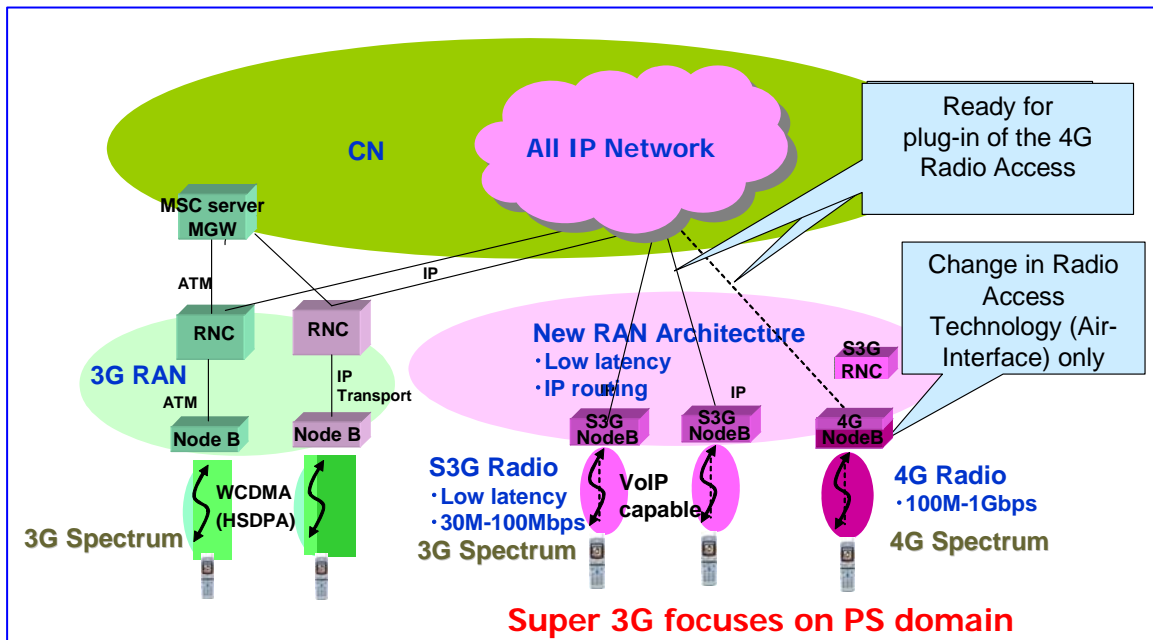 Ready for
plug-in of the 4G
Radio Access
CN
All IP Network
MSC server
MGW
ATM
IP
Change in Radio
Access
Technology (Air-
Interface) only
RNC
RNC
New RAN Architecture
・Low latency
・IP routing
S3G
RNC
3G RAN
ATM
IP
Transport
IP
IP
Node B
Node B
S3G
NodeB
S3G
NodeB
4G
NodeB
S3G Radio
・Low latency
・30M-100Mbps
VoIP
capable
4G Radio
・100M-1Gbps
WCDMA
(HSDPA)
3G Spectrum
3G Spectrum
4G Spectrum
Super 3G focuses on PS domain